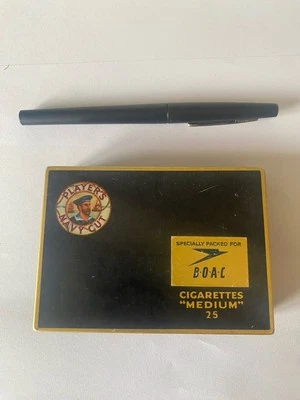 PLAYER'S
NAVY CUT
SPECIALLY PACKED FOR
B·O·A·C
CIGARETTES
"MEDIUM"
25